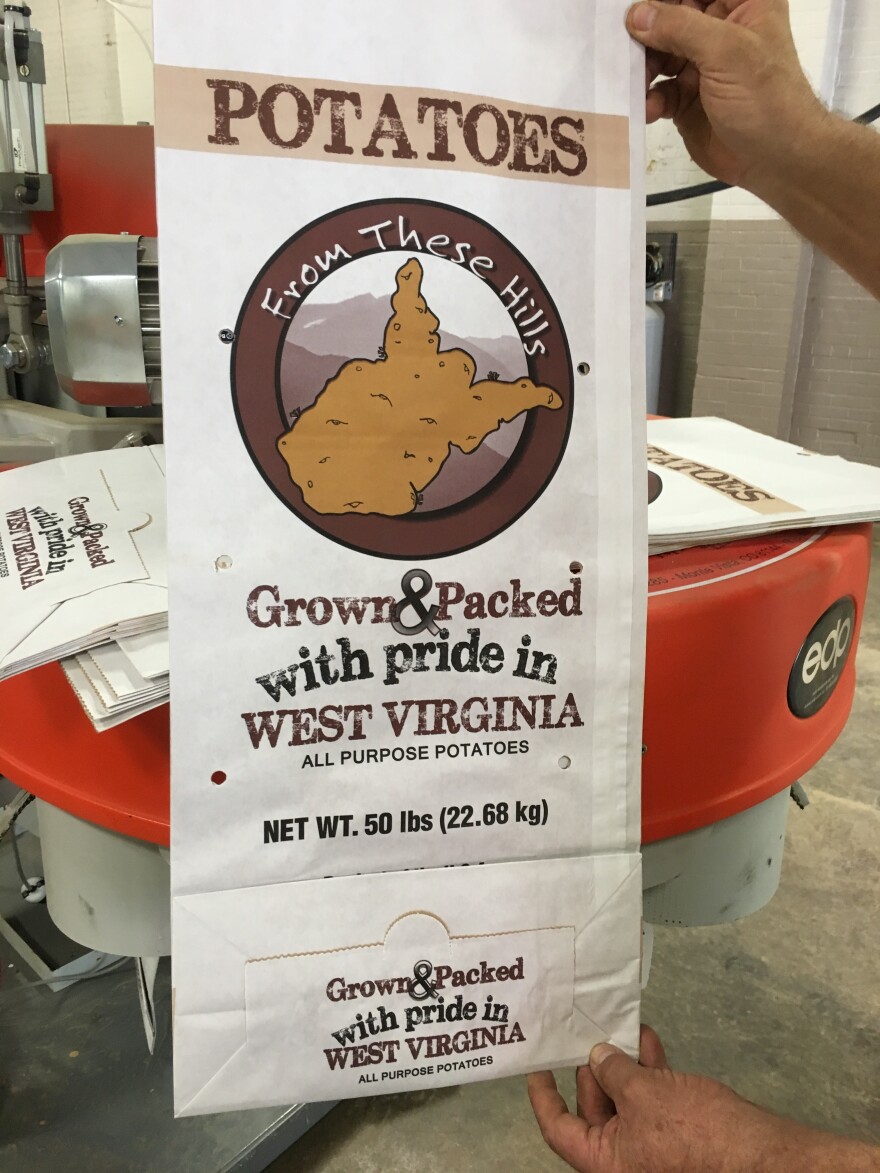 POTATOES
From These Hills
Grown & Packed
with pride in
WEST VIRGINIA
ALL PURPOSE POTATOES
NET WT. 50 lbs (22.68 kg)
Grown & Packed
with pride in
WEST VIRGINIA
ALL PURPOSE POTATOES
Grown & Packed
with pride in
WEST VIRGINIA
POTATOES
Monte Vista
edp